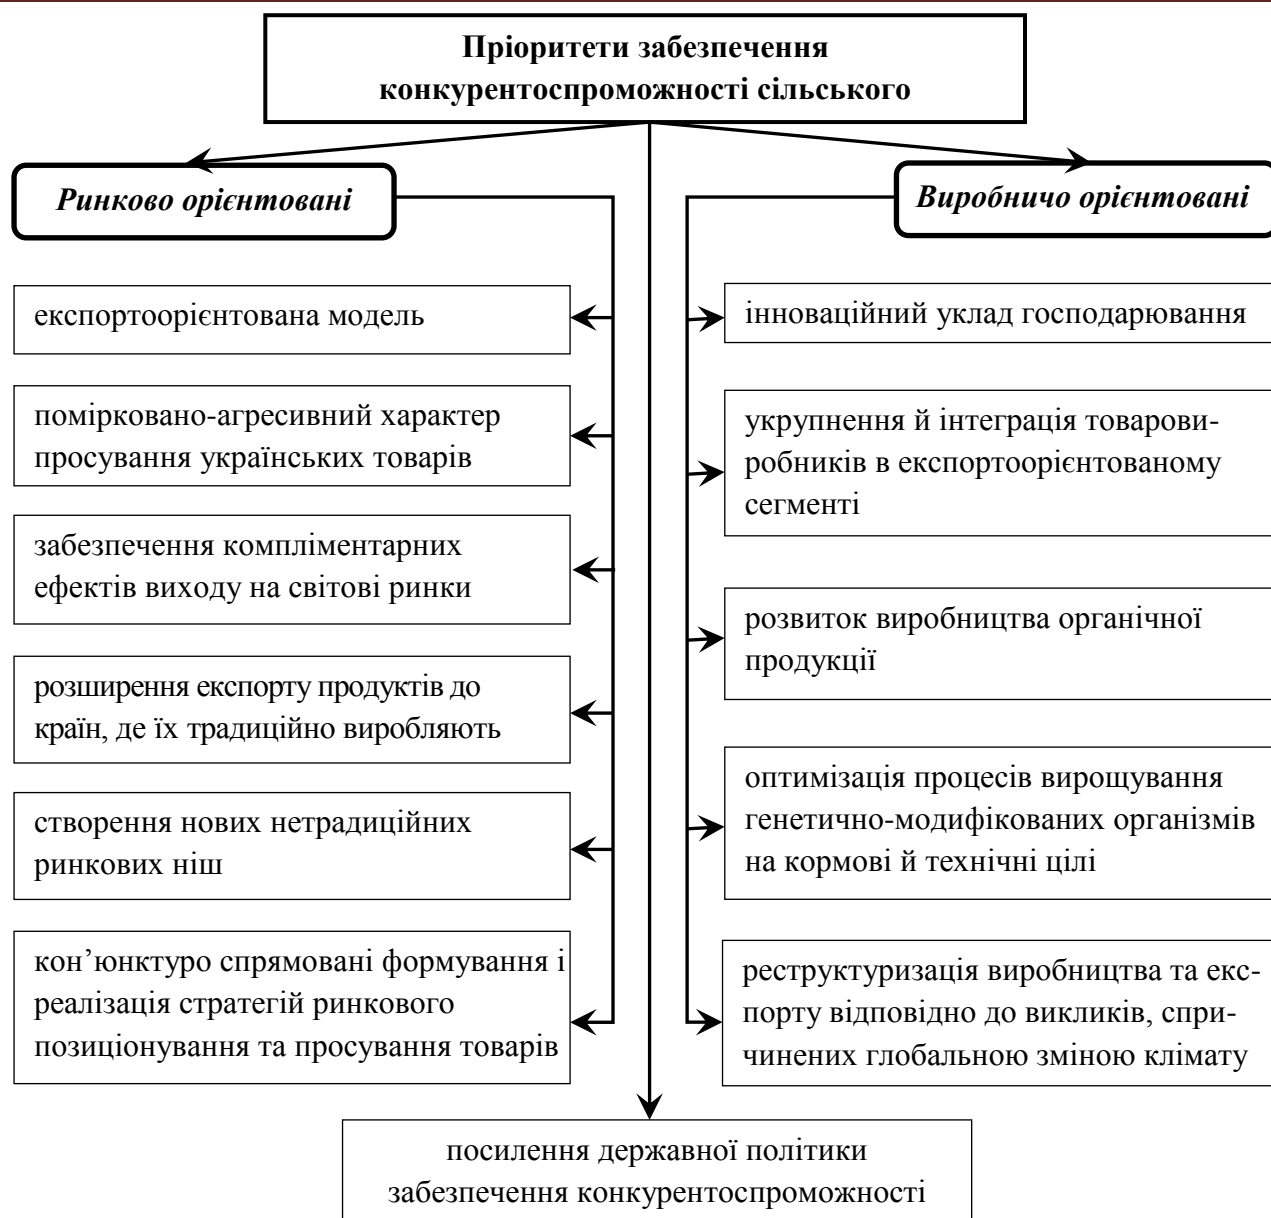 Пріоритети забезпечення
конкурентоспроможності сільського
Ринково орієнтовані
експортоорієнтована модель
помірковано-агресивний характер
просування українських товарів
забезпечення компліментарних
ефектів виходу на світові ринки
розширення експорту продуктів до
країн, де їх традиційно виробляють
створення нових нетрадиційних
ринкових ніш
кон’юнктуро спрямовані формування і
реалізація стратегій ринкового
позиціонування та просування товарів
Виробничо орієнтовані
інноваційний уклад господарювання
укрупнення й інтеграція товарови-
робників в експортоорієнтованому
сегменті
розвиток виробництва органічної
продукції
оптимізація процесів вирощування
генетично-модифікованих організмів
на кормові й технічні цілі
реструктуризація виробництва та екс-
порту відповідно до викликів, спри-
чинених глобальною зміною клімату
посилення державної політики
забезпечення конкурентоспроможності